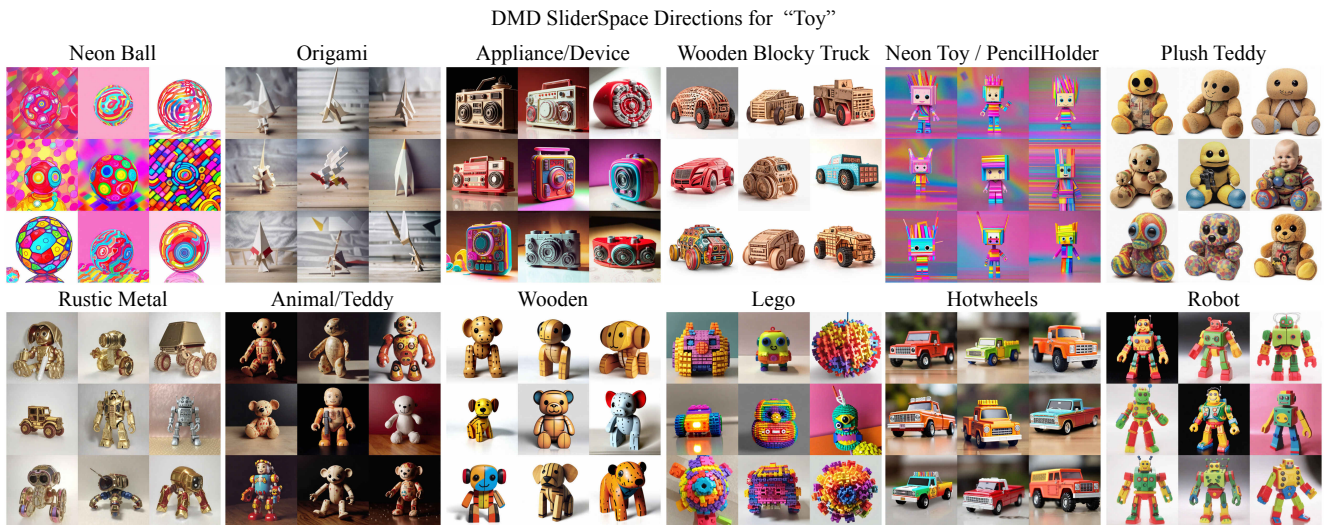 DMD SliderSpace Directions for “Toy”
Neon Ball
Origami
Appliance/Device
Wooden Blocky Truck
Neon Toy / PencilHolder
Plush Teddy
Rustic Metal
Animal/Teddy
Wooden
Lego
Hotwheels
Robot